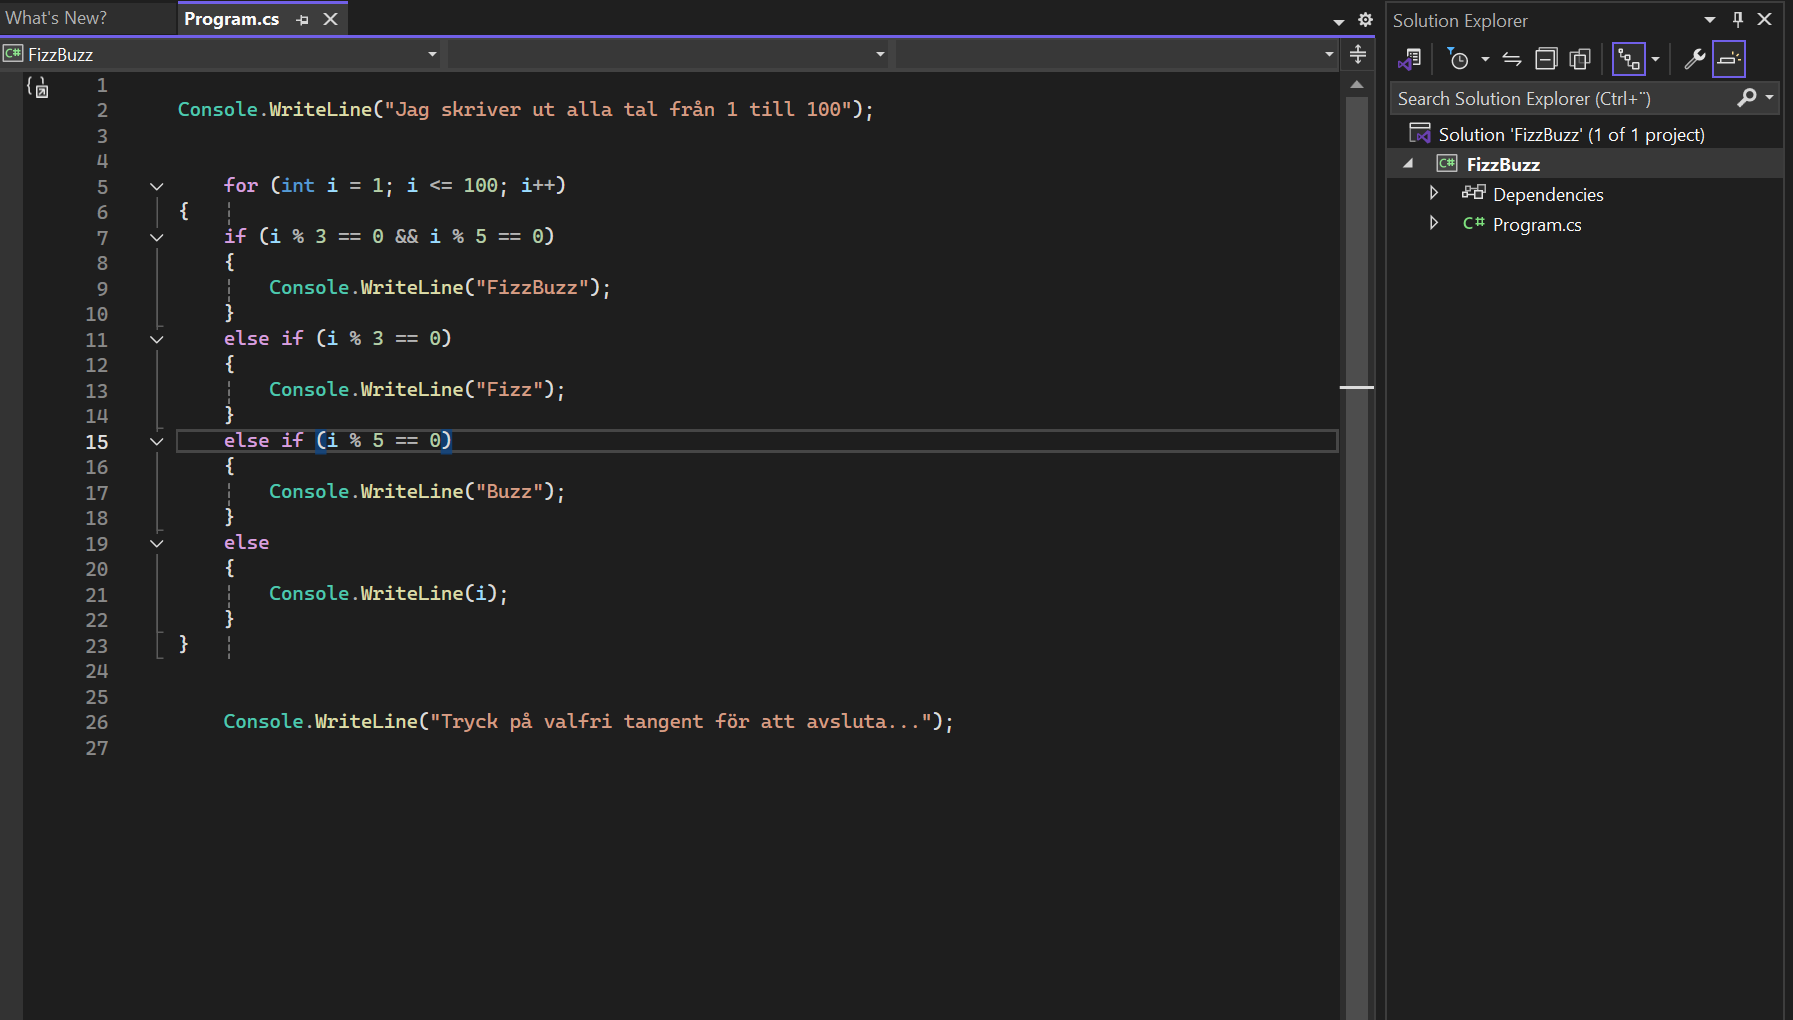 What's New?
Program.cs
C# FizzBuzz
1
2 Console.WriteLine("Jag skriver ut alla tal från 1 till 100");
3
4
5 for (int i = 1; i <= 100; i++)
6 {
7 if (i % 3 == 0 && i % 5 == 0)
8 {
9 Console.WriteLine("FizzBuzz");
10 }
11 else if (i % 3 == 0)
12 {
13 Console.WriteLine("Fizz");
14 }
15 else if (i % 5 == 0)
16 {
17 Console.WriteLine("Buzz");
18 }
19 else
20 {
21 Console.WriteLine(i);
22 }
23 }
24
25
26 Console.WriteLine("Tryck på valfri tangent för att avsluta...");
27
Solution Explorer
Search Solution Explorer (Ctrl+¨)
Solution 'FizzBuzz' (1 of 1 project)
C# FizzBuzz
Dependencies
C# Program.cs